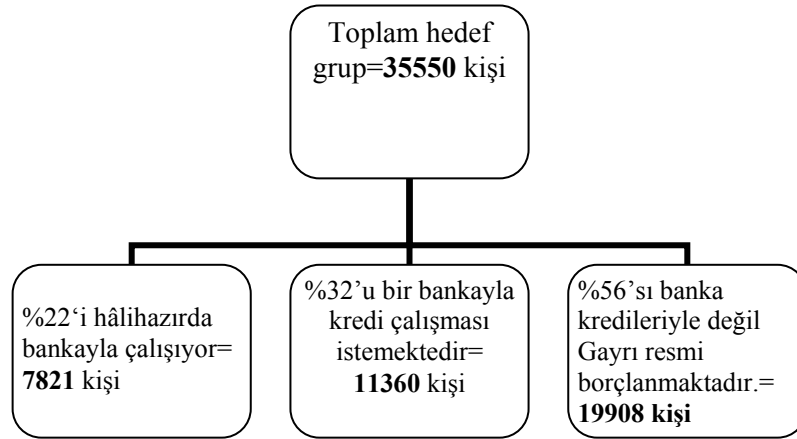 Toplam hedef
grup=35550 kişi
%22‘i hâlihazırda
bankayla çalışıyor=
7821 kişi
%32’u bir bankayla
kredi çalışması
istemektedir=
11360 kişi
%56’sı banka
kredileriyle değil
Gayrı resmi
borçlanmaktadır.=
19908 kişi